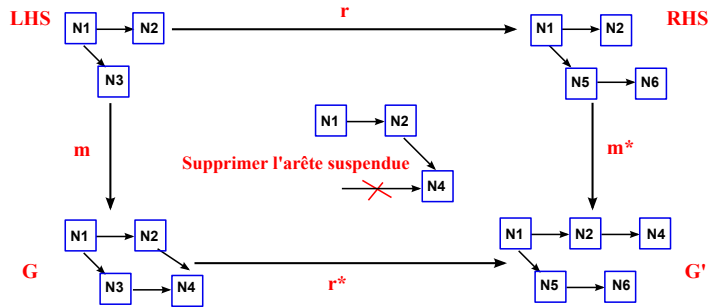 LHS
RHS
N1
N2
r
N1
N2
N3
N5
N6
N1
N2
m
m*
Supprimer l'arête suspendue
N4
N1
N2
N1
N2
N4
G
N3
N4
r*
N5
N6
G'